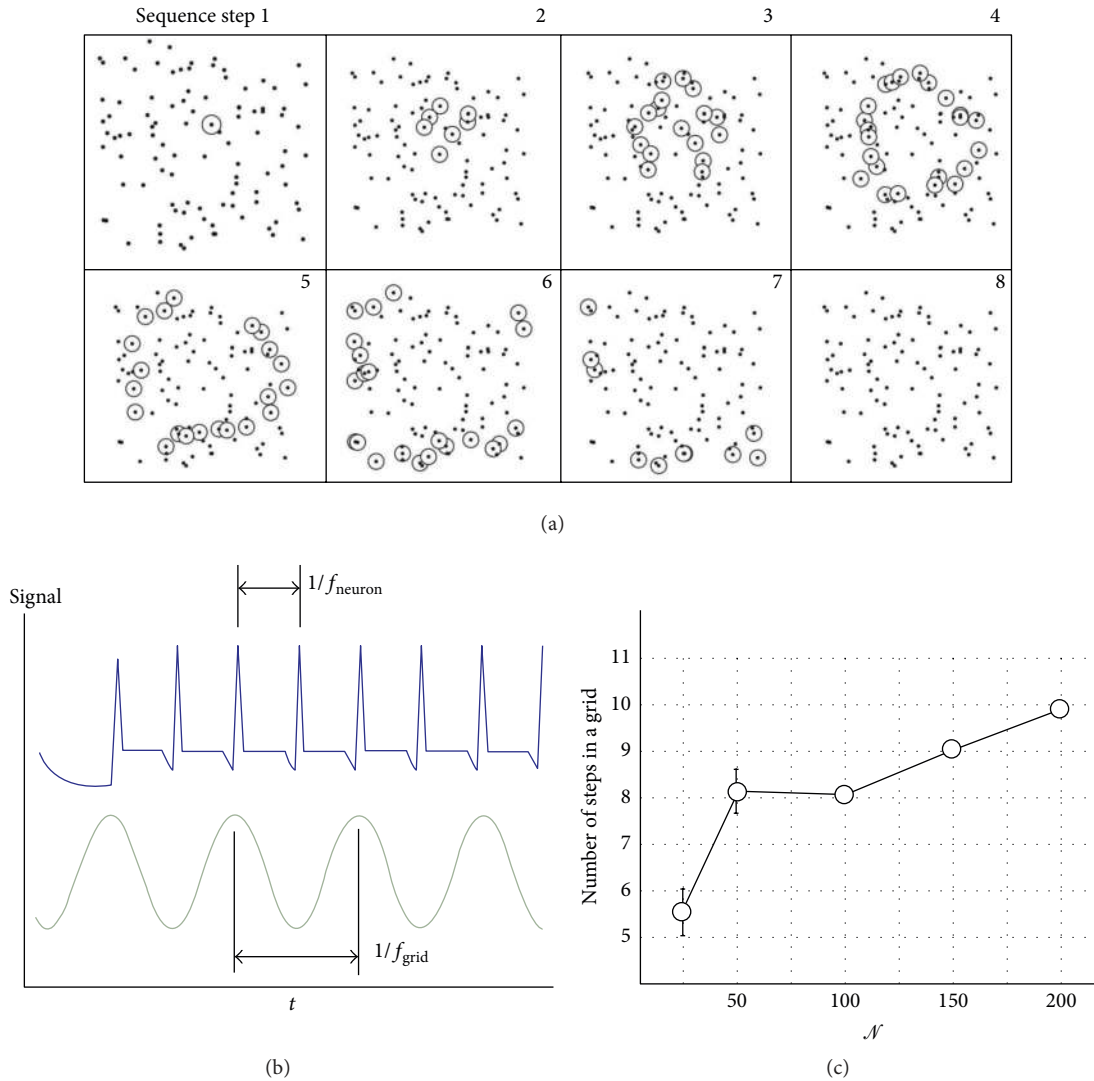 Sequence step 1
2
3
4
5
6
7
8
(a)
Signal
1/f_neuron
1/f_grid
t
(b)
Number of steps in a grid
11
10
9
8
7
6
5
50
100
150
200
𝒩
(c)